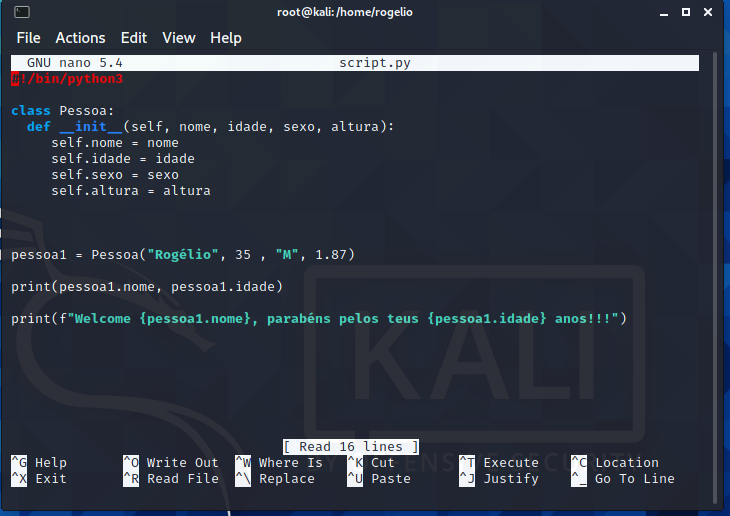 root@kali:/home/rogelio
File Actions Edit View Help
GNU nano 5.4 script.py
#!/bin/python3
class Pessoa:
  def __init__(self, nome, idade, sexo, altura):
     self.nome = nome
     self.idade = idade
     self.sexo = sexo
     self.altura = altura
pessoa1 = Pessoa("Rogélio", 35 , "M", 1.87)
print(pessoa1.nome, pessoa1.idade)
print(f"Welcome {pessoa1.nome}, parabéns pelos teus {pessoa1.idade} anos!!!")
KALI
[ Read 16 lines ]
BY OFFENSIVE SECURITY
^G Help ^O Write Out ^W Where Is ^K Cut ^T Execute ^C Location
^X Exit ^R Read File ^\ Replace ^U Paste ^J Justify ^_ Go To Line